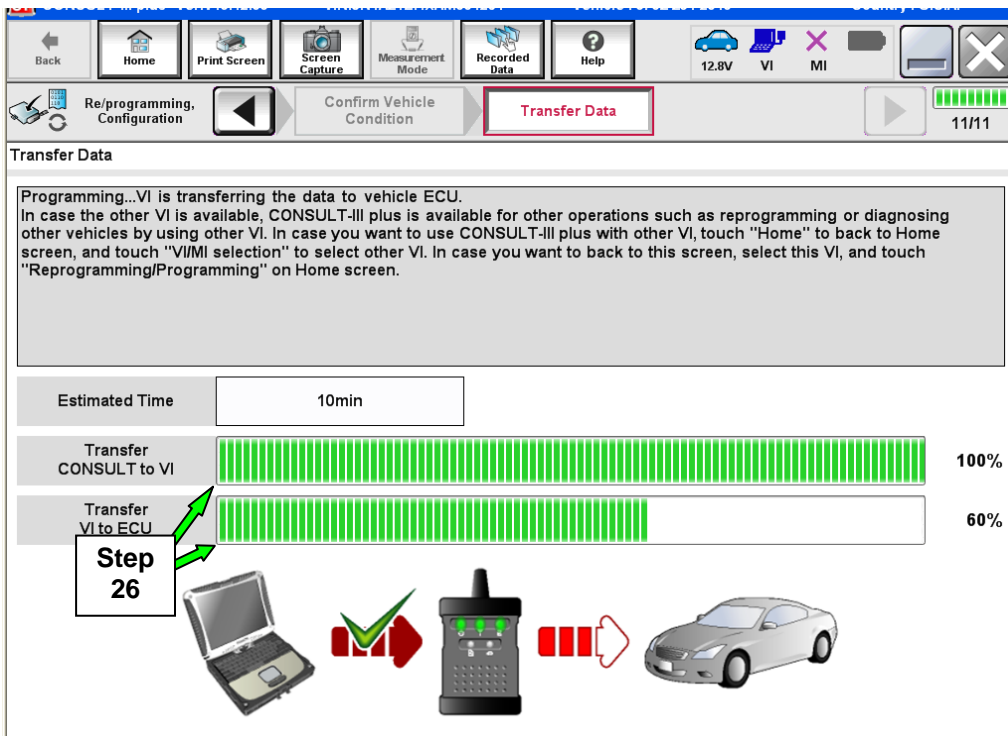 Back
Home
Print Screen
Screen
Capture
Measurement
Mode
Recorded
Data
Help
12.8V
VI
MI
Re/programming,
Configuration
Confirm Vehicle
Condition
Transfer Data
11/11
Transfer Data
Programming...VI is transferring the data to vehicle ECU.
In case the other VI is available, CONSULT-III plus is available for other operations such as reprogramming or diagnosing
other vehicles by using other VI. In case you want to use CONSULT-III plus with other VI, touch "Home" to back to Home
screen, and touch "VI/MI selection" to select other VI. In case you want to back to this screen, select this VI, and touch
"Reprogramming/Programming" on Home screen.
Estimated Time
10min
Transfer
CONSULT to VI
100%
Transfer
VI to ECU
60%
Step
26